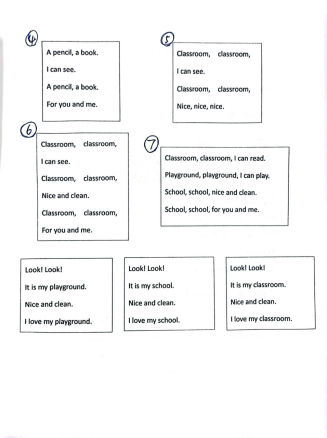 4
A pencil, a book.
I can see.
A pencil, a book.
For you and me.
5
Classroom, classroom,
I can see.
Classroom, classroom,
Nice, nice, nice.
6
Classroom, classroom,
I can see.
Classroom, classroom,
Nice and clean.
Classroom, classroom,
For you and me.
7
Classroom, classroom, I can read.
Playground, playground, I can play.
School, school, nice and clean.
School, school, for you and me.
Look! Look!
It is my playground.
Nice and clean.
I love my playground.
Look! Look!
It is my school.
Nice and clean.
I love my school.
Look! Look!
It is my classroom.
Nice and clean.
I love my classroom.